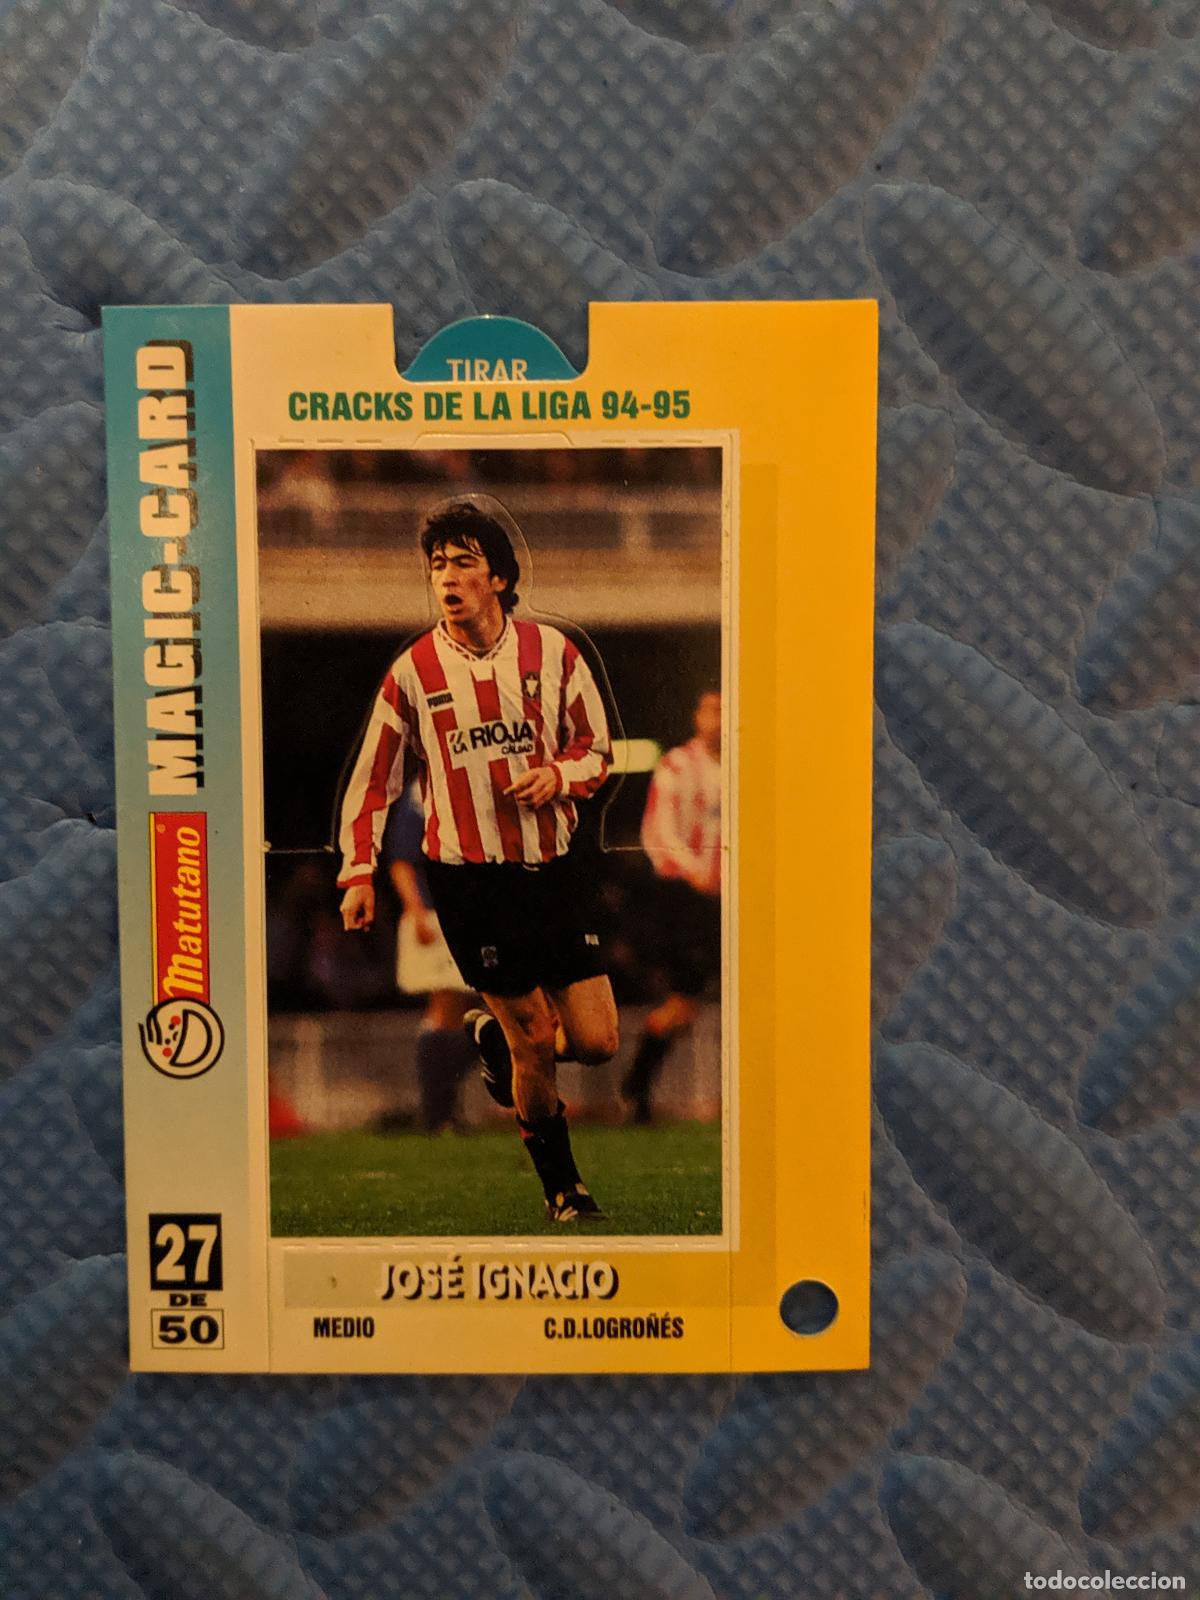 TIRAR
CRACKS DE LA LIGA 94-95
MAGIC-CARD
Matutano
PUMA
LA RIOJA
CALIDAD
27
DE
50
JOSÉ IGNACIO
MEDIO C.D.LOGROÑÉS
todocoleccion